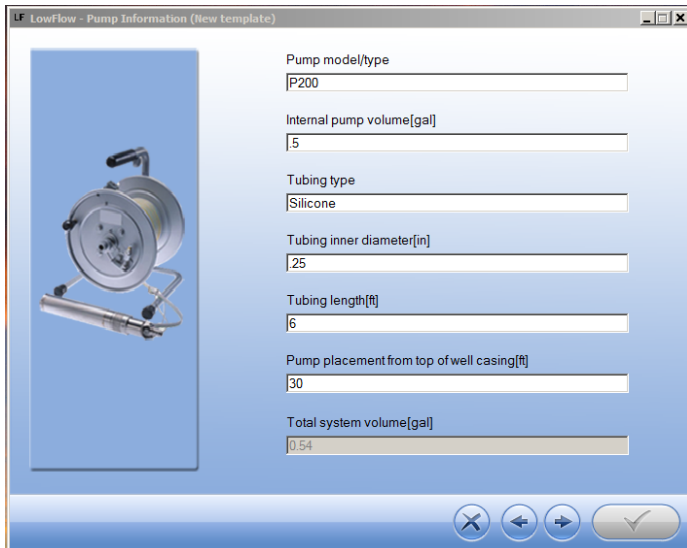 LF LowFlow - Pump Information (New template)
Pump model/type
P200
Internal pump volume[gal]
.5
Tubing type
Silicone
Tubing inner diameter[in]
.25
Tubing length[ft]
6
Pump placement from top of well casing[ft]
30
Total system volume[gal]
0.54